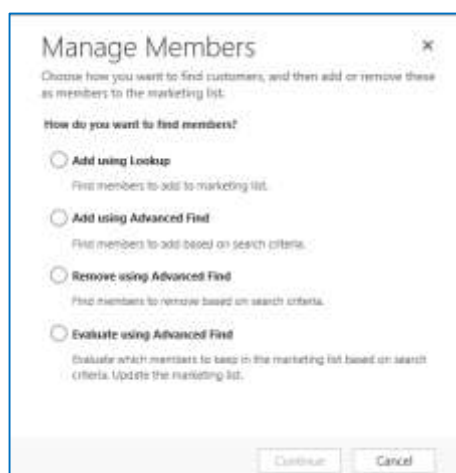 Manage Members
×
Choose how you want to find customers, and then add or remove these
as members to the marketing list.
How do you want to find members?
Add using Lookup
Find members to add to marketing list.
Add using Advanced Find
Find members to add based on search criteria.
Remove using Advanced Find
Find members to remove based on search criteria.
Evaluate using Advanced Find
Evaluate which members to keep in the marketing list based on search
criteria. Update the marketing list.
Continue
Cancel